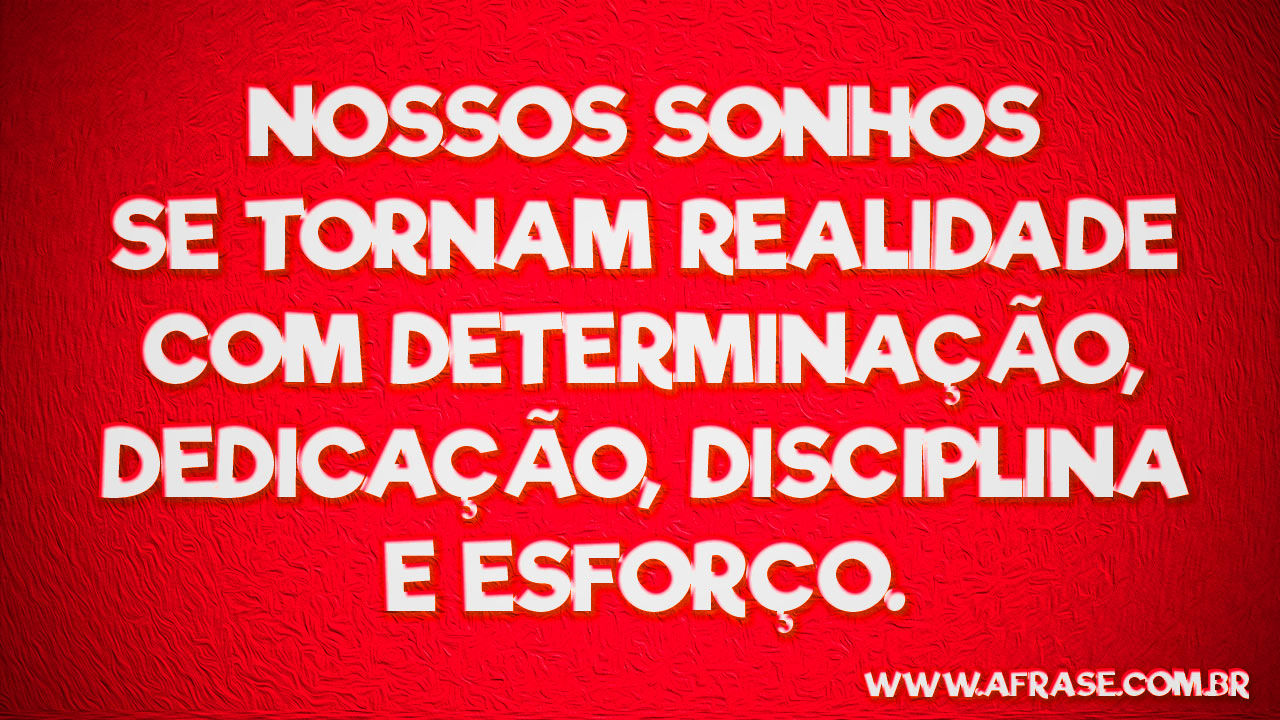 NOSSOS SONHOS
SE TORNAM REALIDADE
COM DETERMINAÇÃO,
DEDICAÇÃO, DISCIPLINA
E ESFORÇO.
WWW.AFRASE.COM.BR